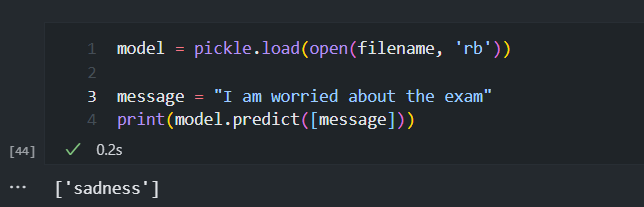 1 model = pickle.load(open(filename, 'rb'))
2
3 message = "I am worried about the exam"
4 print(model.predict([message]))
[44] ✓ 0.2s
··· ['sadness']